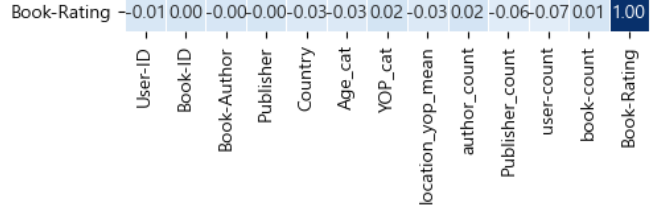 Book-Rating -0.01 0.00 -0.00 -0.00 -0.03 -0.03 0.02 -0.03 0.02 -0.06 -0.07 0.01 1.00
User-ID
Book-ID
Book-Author
Publisher
Country
Age_cat
YOP_cat
location_yop_mean
author_count
Publisher_count
user-count
book-count
Book-Rating